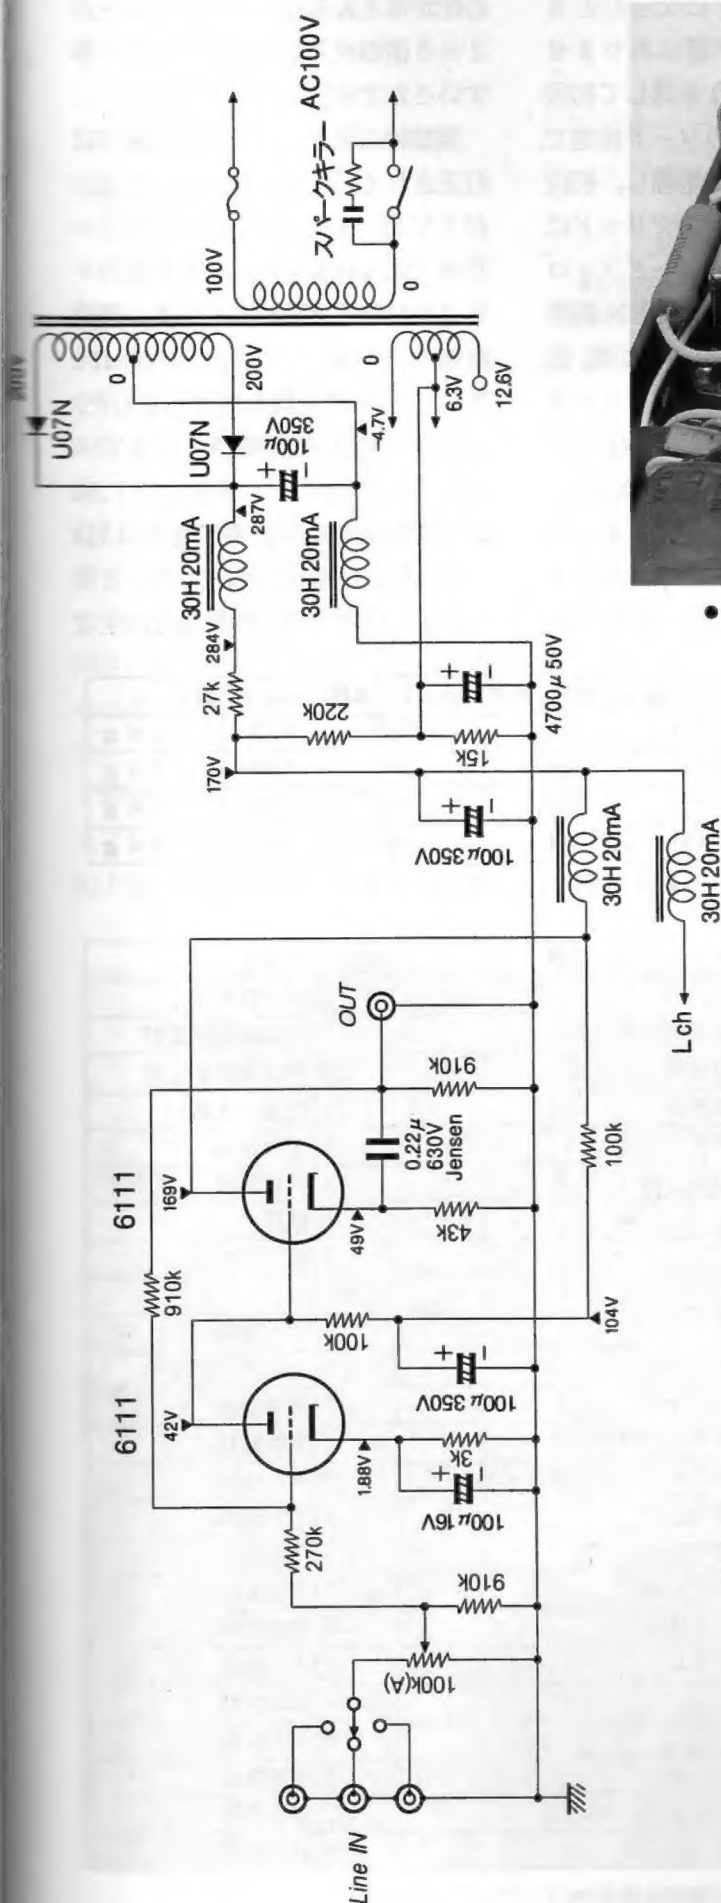 Line IN
100k(A)
910k
270k
6111
42V
1.88V
100μ16V
3k
910k
100k
100μ350V
104V
6111
169V
49V
43k
0.22μ
630V
Jensen
910k
OUT
100k
30H 20mA
30H 20mA
L ch
100μ350V
170V
27k
220k
15k
4700μ 50V
284V
30H 20mA
287V
30H 20mA
100μ
350V
-4.7V
U07N
U07N
200V
0
0
6.3V
12.6V
100V
0
スパークキラー
AC100V